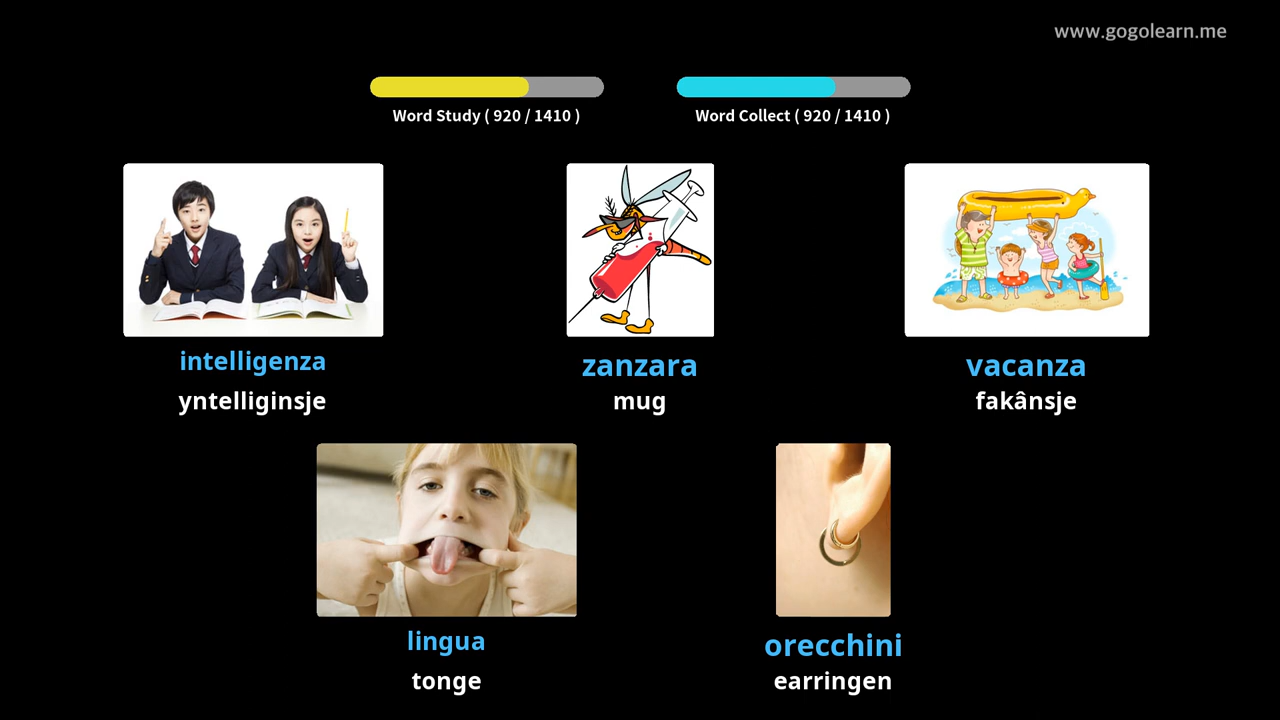 www.gogolearn.me
Word Study ( 920 / 1410 )
Word Collect ( 920 / 1410 )
intelligenza
yntelliginsje
zanzara
mug
vacanza
fakânsje
lingua
tonge
orecchini
earringen